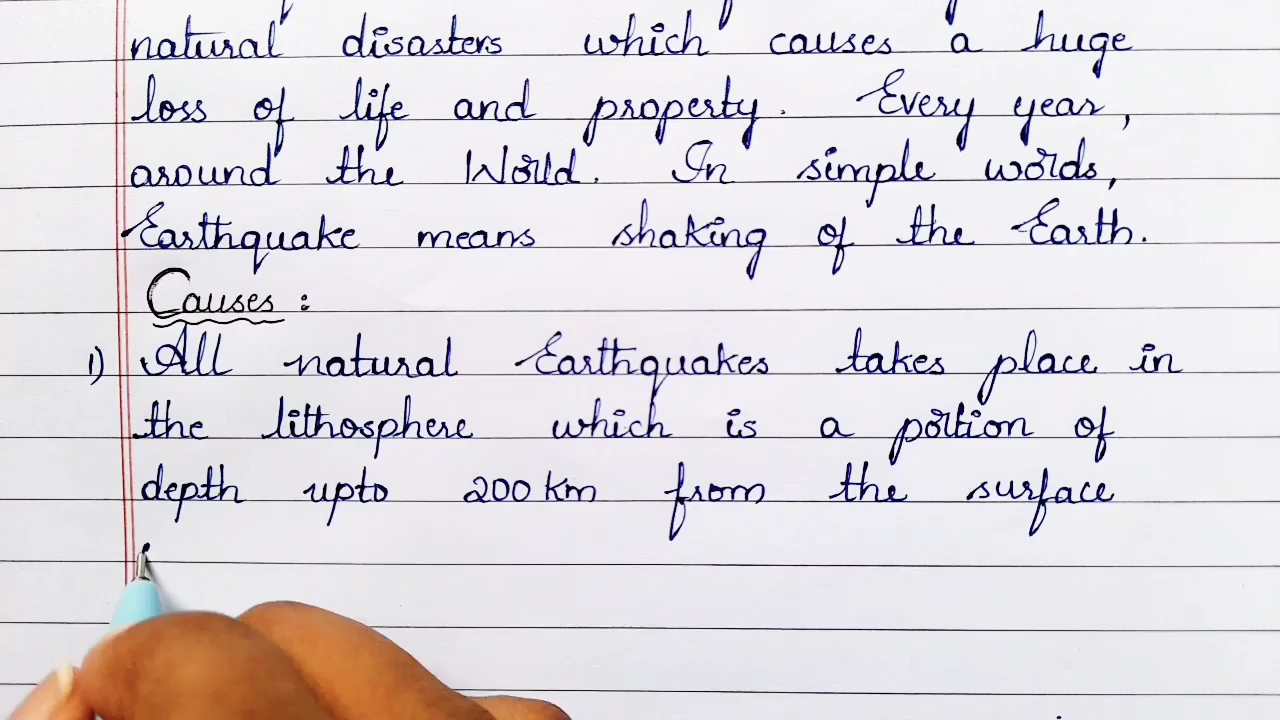 natural disasters which causes a huge
loss of life and property. Every year,
around the World. In simple words,
Earthquake means shaking of the Earth.
Causes :
1) All natural Earthquakes takes place in
the lithosphere which is a portion of
depth upto 200 km from the surface